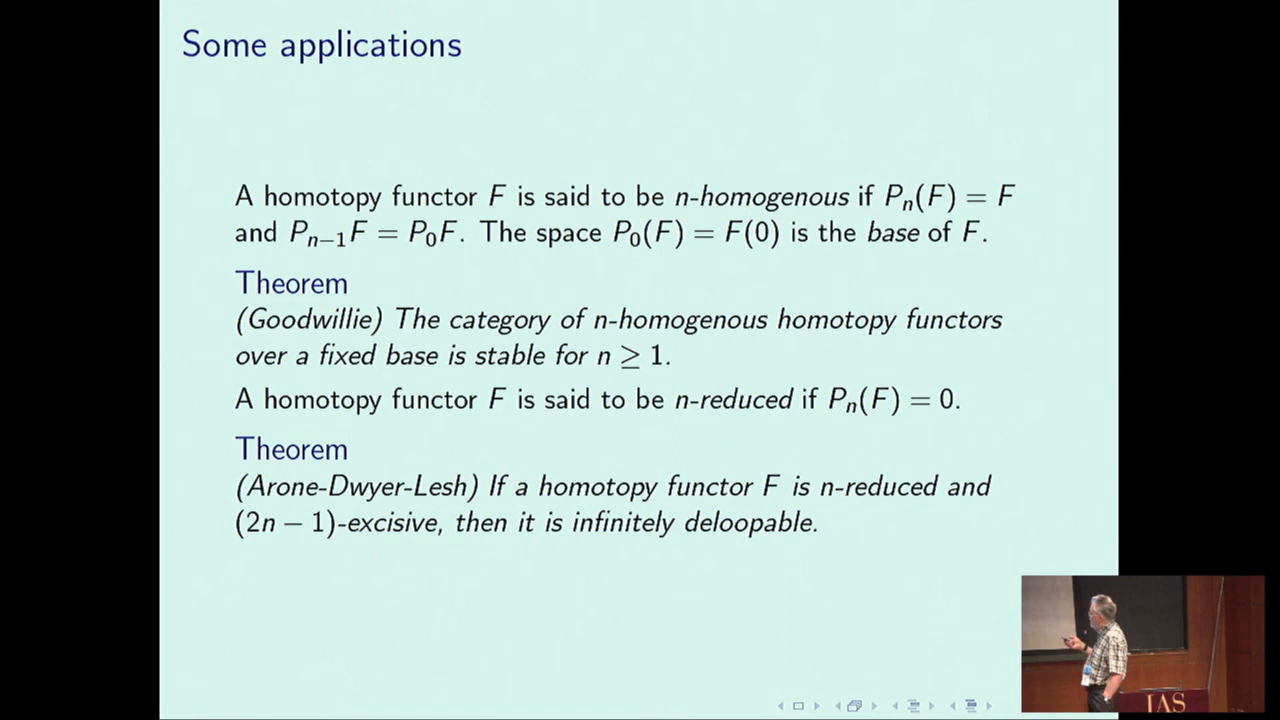 Some applications
A homotopy functor F is said to be n-homogenous if Pₙ(F) = F
and Pₙ₋₁F = P₀F. The space P₀(F) = F(0) is the base of F.
Theorem
(Goodwillie) The category of n-homogenous homotopy functors
over a fixed base is stable for n ≥ 1.
A homotopy functor F is said to be n-reduced if Pₙ(F) = 0.
Theorem
(Arone-Dwyer-Lesh) If a homotopy functor F is n-reduced and
(2n − 1)-excisive, then it is infinitely deloopable.
IAS